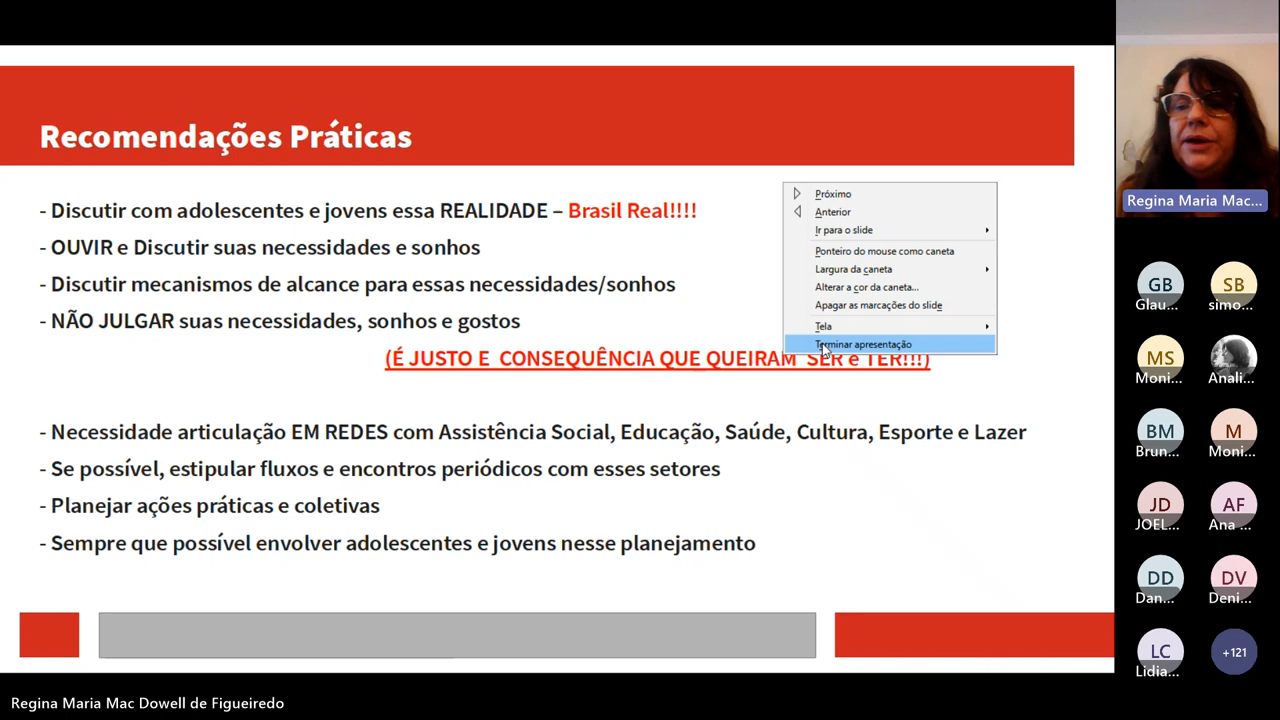 Recomendações Práticas
- Discutir com adolescentes e jovens essa REALIDADE – Brasil Real!!!!
- OUVIR e Discutir suas necessidades e sonhos
- Discutir mecanismos de alcance para essas necessidades/sonhos
- NÃO JULGAR suas necessidades, sonhos e gostos
(É JUSTO E CONSEQUÊNCIA QUE QUEIRAM SER e TER!!!)
- Necessidade articulação EM REDES com Assistência Social, Educação, Saúde, Cultura, Esporte e Lazer
- Se possível, estipular fluxos e encontros periódicos com esses setores
- Planejar ações práticas e coletivas
- Sempre que possível envolver adolescentes e jovens nesse planejamento
Próximo
Anterior
Ir para o slide
Ponteiro do mouse como caneta
Largura da caneta
Alterar a cor da caneta...
Apagar as marcações do slide
Tela
Terminar apresentação
Regina Maria Mac...
GB
Glau...
SB
simo...
MS
Moni...
Anali...
BM
Brun...
M
Moni...
JD
JOEL...
AF
Ana ...
DD
Dan...
DV
Deni...
LC
Lidia...
+121
Regina Maria Mac Dowell de Figueiredo